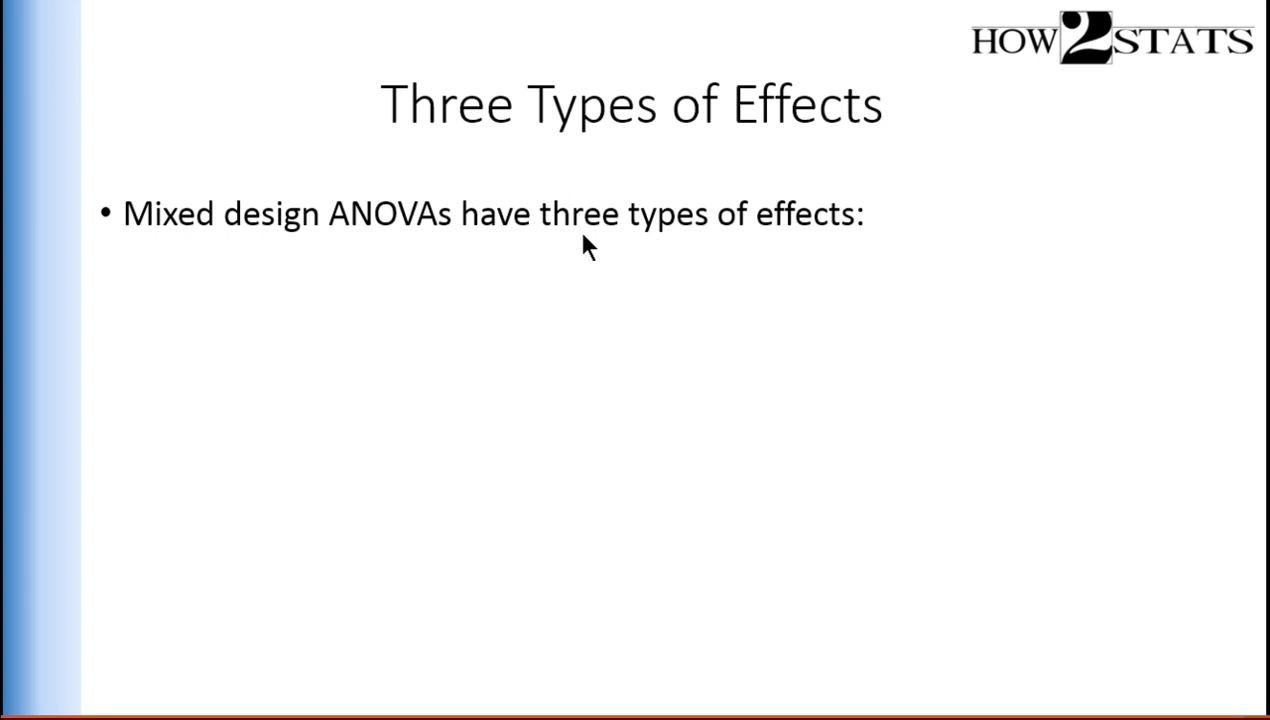 HOW2STATS
Three Types of Effects
• Mixed design ANOVAs have three types of effects: